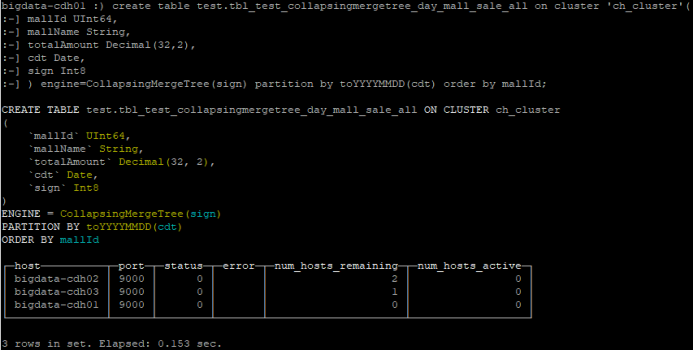 bigdata-cdh01 :) create table test.tbl_test_collapsingmergetree_day_mall_sale_all on cluster 'ch_cluster'(
:-] mallId UInt64,
:-] mallName String,
:-] totalAmount Decimal(32,2),
:-] cdt Date,
:-] sign Int8
:-] ) engine=CollapsingMergeTree(sign) partition by toYYYYMMDD(cdt) order by mallId;
CREATE TABLE test.tbl_test_collapsingmergetree_day_mall_sale_all ON CLUSTER ch_cluster
(
`mallId` UInt64,
`mallName` String,
`totalAmount` Decimal(32, 2),
`cdt` Date,
`sign` Int8
)
ENGINE = CollapsingMergeTree(sign)
PARTITION BY toYYYYMMDD(cdt)
ORDER BY mallId
host port status error num_hosts_remaining num_hosts_active
bigdata-cdh02 9000 0 2 0
bigdata-cdh03 9000 0 1 0
bigdata-cdh01 9000 0 0 0
3 rows in set. Elapsed: 0.153 sec.